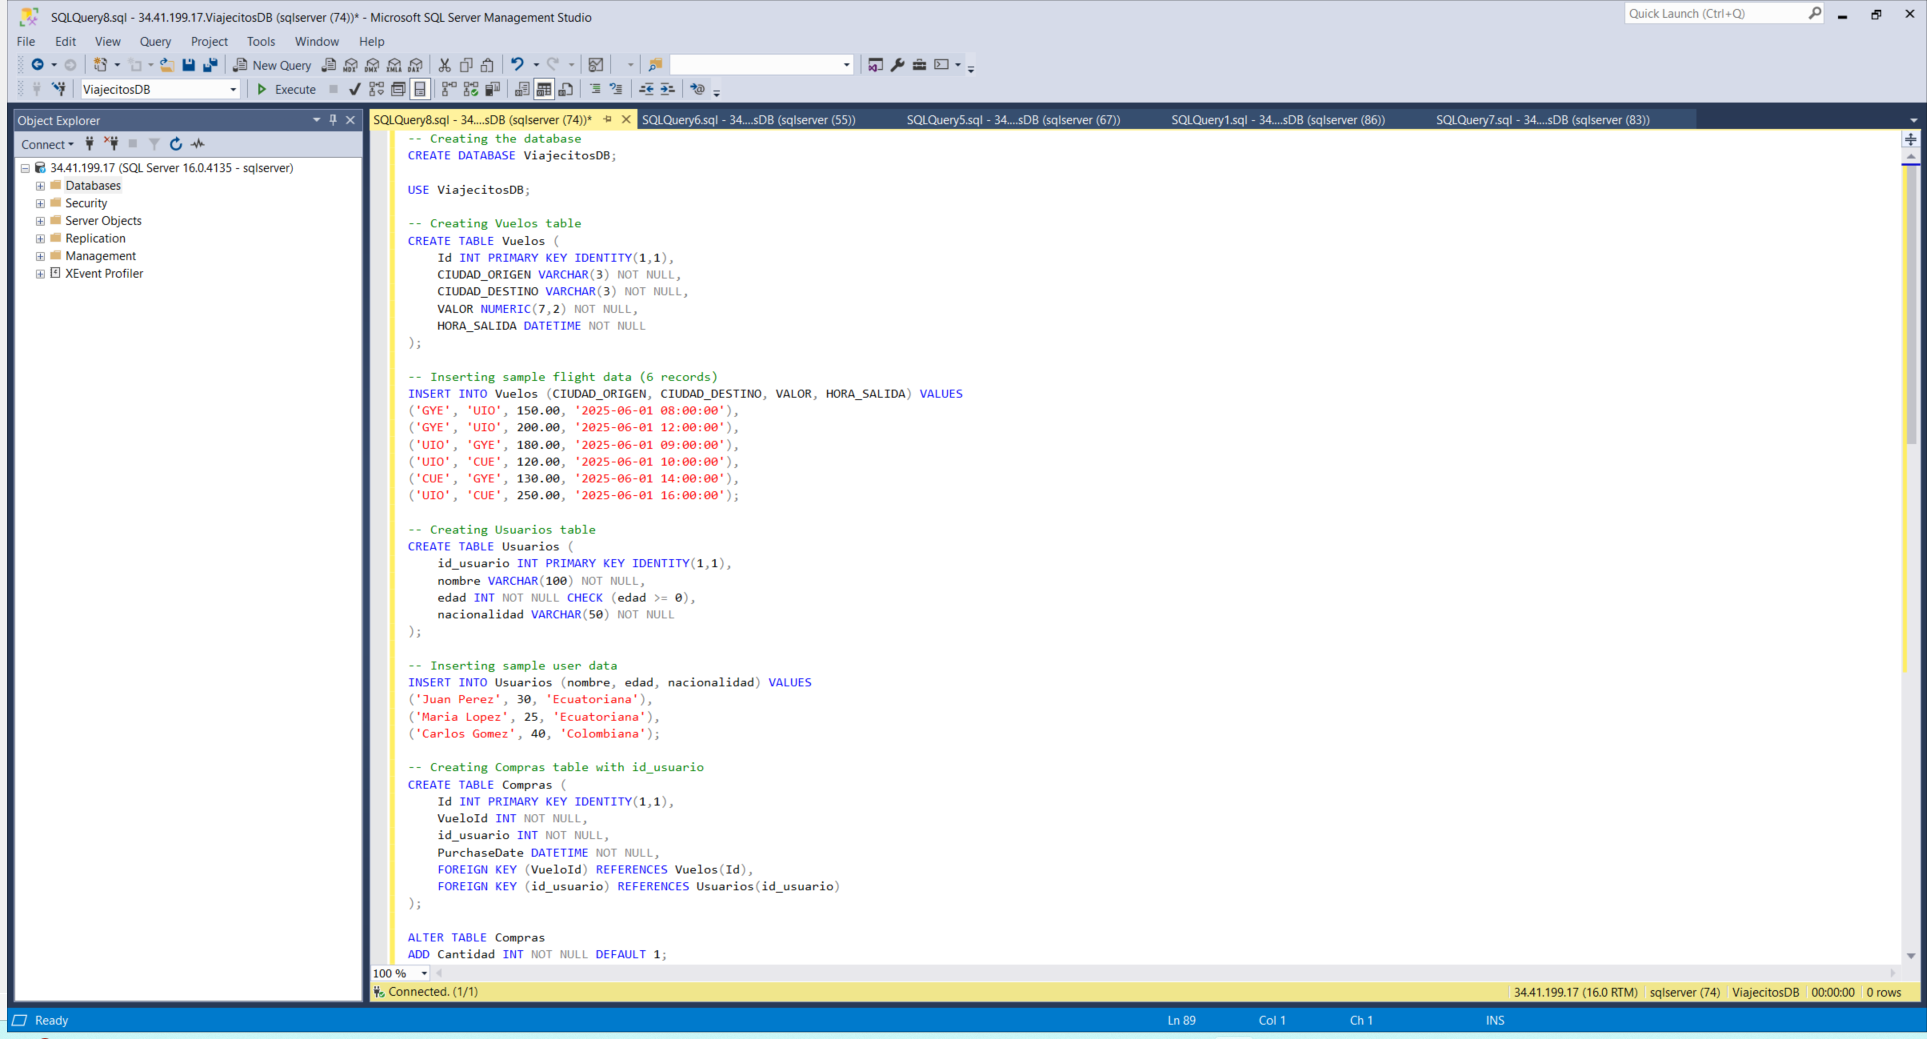 SQLQuery8.sql - 34.41.199.17.ViajecitosDB (sqlserver (74))* - Microsoft SQL Server Management Studio
Quick Launch (Ctrl+Q)
File Edit View Query Project Tools Window Help
New Query
ViajecitosDB
Execute
Object Explorer
Connect
34.41.199.17 (SQL Server 16.0.4135 - sqlserver)
Databases
Security
Server Objects
Replication
Management
XEvent Profiler
SQLQuery8.sql - 34....sDB (sqlserver (74))*
SQLQuery6.sql - 34....sDB (sqlserver (55))
SQLQuery5.sql - 34....sDB (sqlserver (67))
SQLQuery1.sql - 34....sDB (sqlserver (86))
SQLQuery7.sql - 34....sDB (sqlserver (83))
-- Creating the database
CREATE DATABASE ViajecitosDB;
USE ViajecitosDB;
-- Creating Vuelos table
CREATE TABLE Vuelos (
Id INT PRIMARY KEY IDENTITY(1,1),
CIUDAD_ORIGEN VARCHAR(3) NOT NULL,
CIUDAD_DESTINO VARCHAR(3) NOT NULL,
VALOR NUMERIC(7,2) NOT NULL,
HORA_SALIDA DATETIME NOT NULL
);
-- Inserting sample flight data (6 records)
INSERT INTO Vuelos (CIUDAD_ORIGEN, CIUDAD_DESTINO, VALOR, HORA_SALIDA) VALUES
('GYE', 'UIO', 150.00, '2025-06-01 08:00:00'),
('GYE', 'UIO', 200.00, '2025-06-01 12:00:00'),
('UIO', 'GYE', 180.00, '2025-06-01 09:00:00'),
('UIO', 'CUE', 120.00, '2025-06-01 10:00:00'),
('CUE', 'GYE', 130.00, '2025-06-01 14:00:00'),
('UIO', 'CUE', 250.00, '2025-06-01 16:00:00');
-- Creating Usuarios table
CREATE TABLE Usuarios (
id_usuario INT PRIMARY KEY IDENTITY(1,1),
nombre VARCHAR(100) NOT NULL,
edad INT NOT NULL CHECK (edad >= 0),
nacionalidad VARCHAR(50) NOT NULL
);
-- Inserting sample user data
INSERT INTO Usuarios (nombre, edad, nacionalidad) VALUES
('Juan Perez', 30, 'Ecuatoriana'),
('Maria Lopez', 25, 'Ecuatoriana'),
('Carlos Gomez', 40, 'Colombiana');
-- Creating Compras table with id_usuario
CREATE TABLE Compras (
Id INT PRIMARY KEY IDENTITY(1,1),
VueloId INT NOT NULL,
id_usuario INT NOT NULL,
PurchaseDate DATETIME NOT NULL,
FOREIGN KEY (VueloId) REFERENCES Vuelos(Id),
FOREIGN KEY (id_usuario) REFERENCES Usuarios(id_usuario)
);
ALTER TABLE Compras
ADD Cantidad INT NOT NULL DEFAULT 1;
100 %
Connected. (1/1)
34.41.199.17 (16.0 RTM) sqlserver (74) ViajecitosDB 00:00:00 0 rows
Ready
Ln 89 Col 1 Ch 1 INS